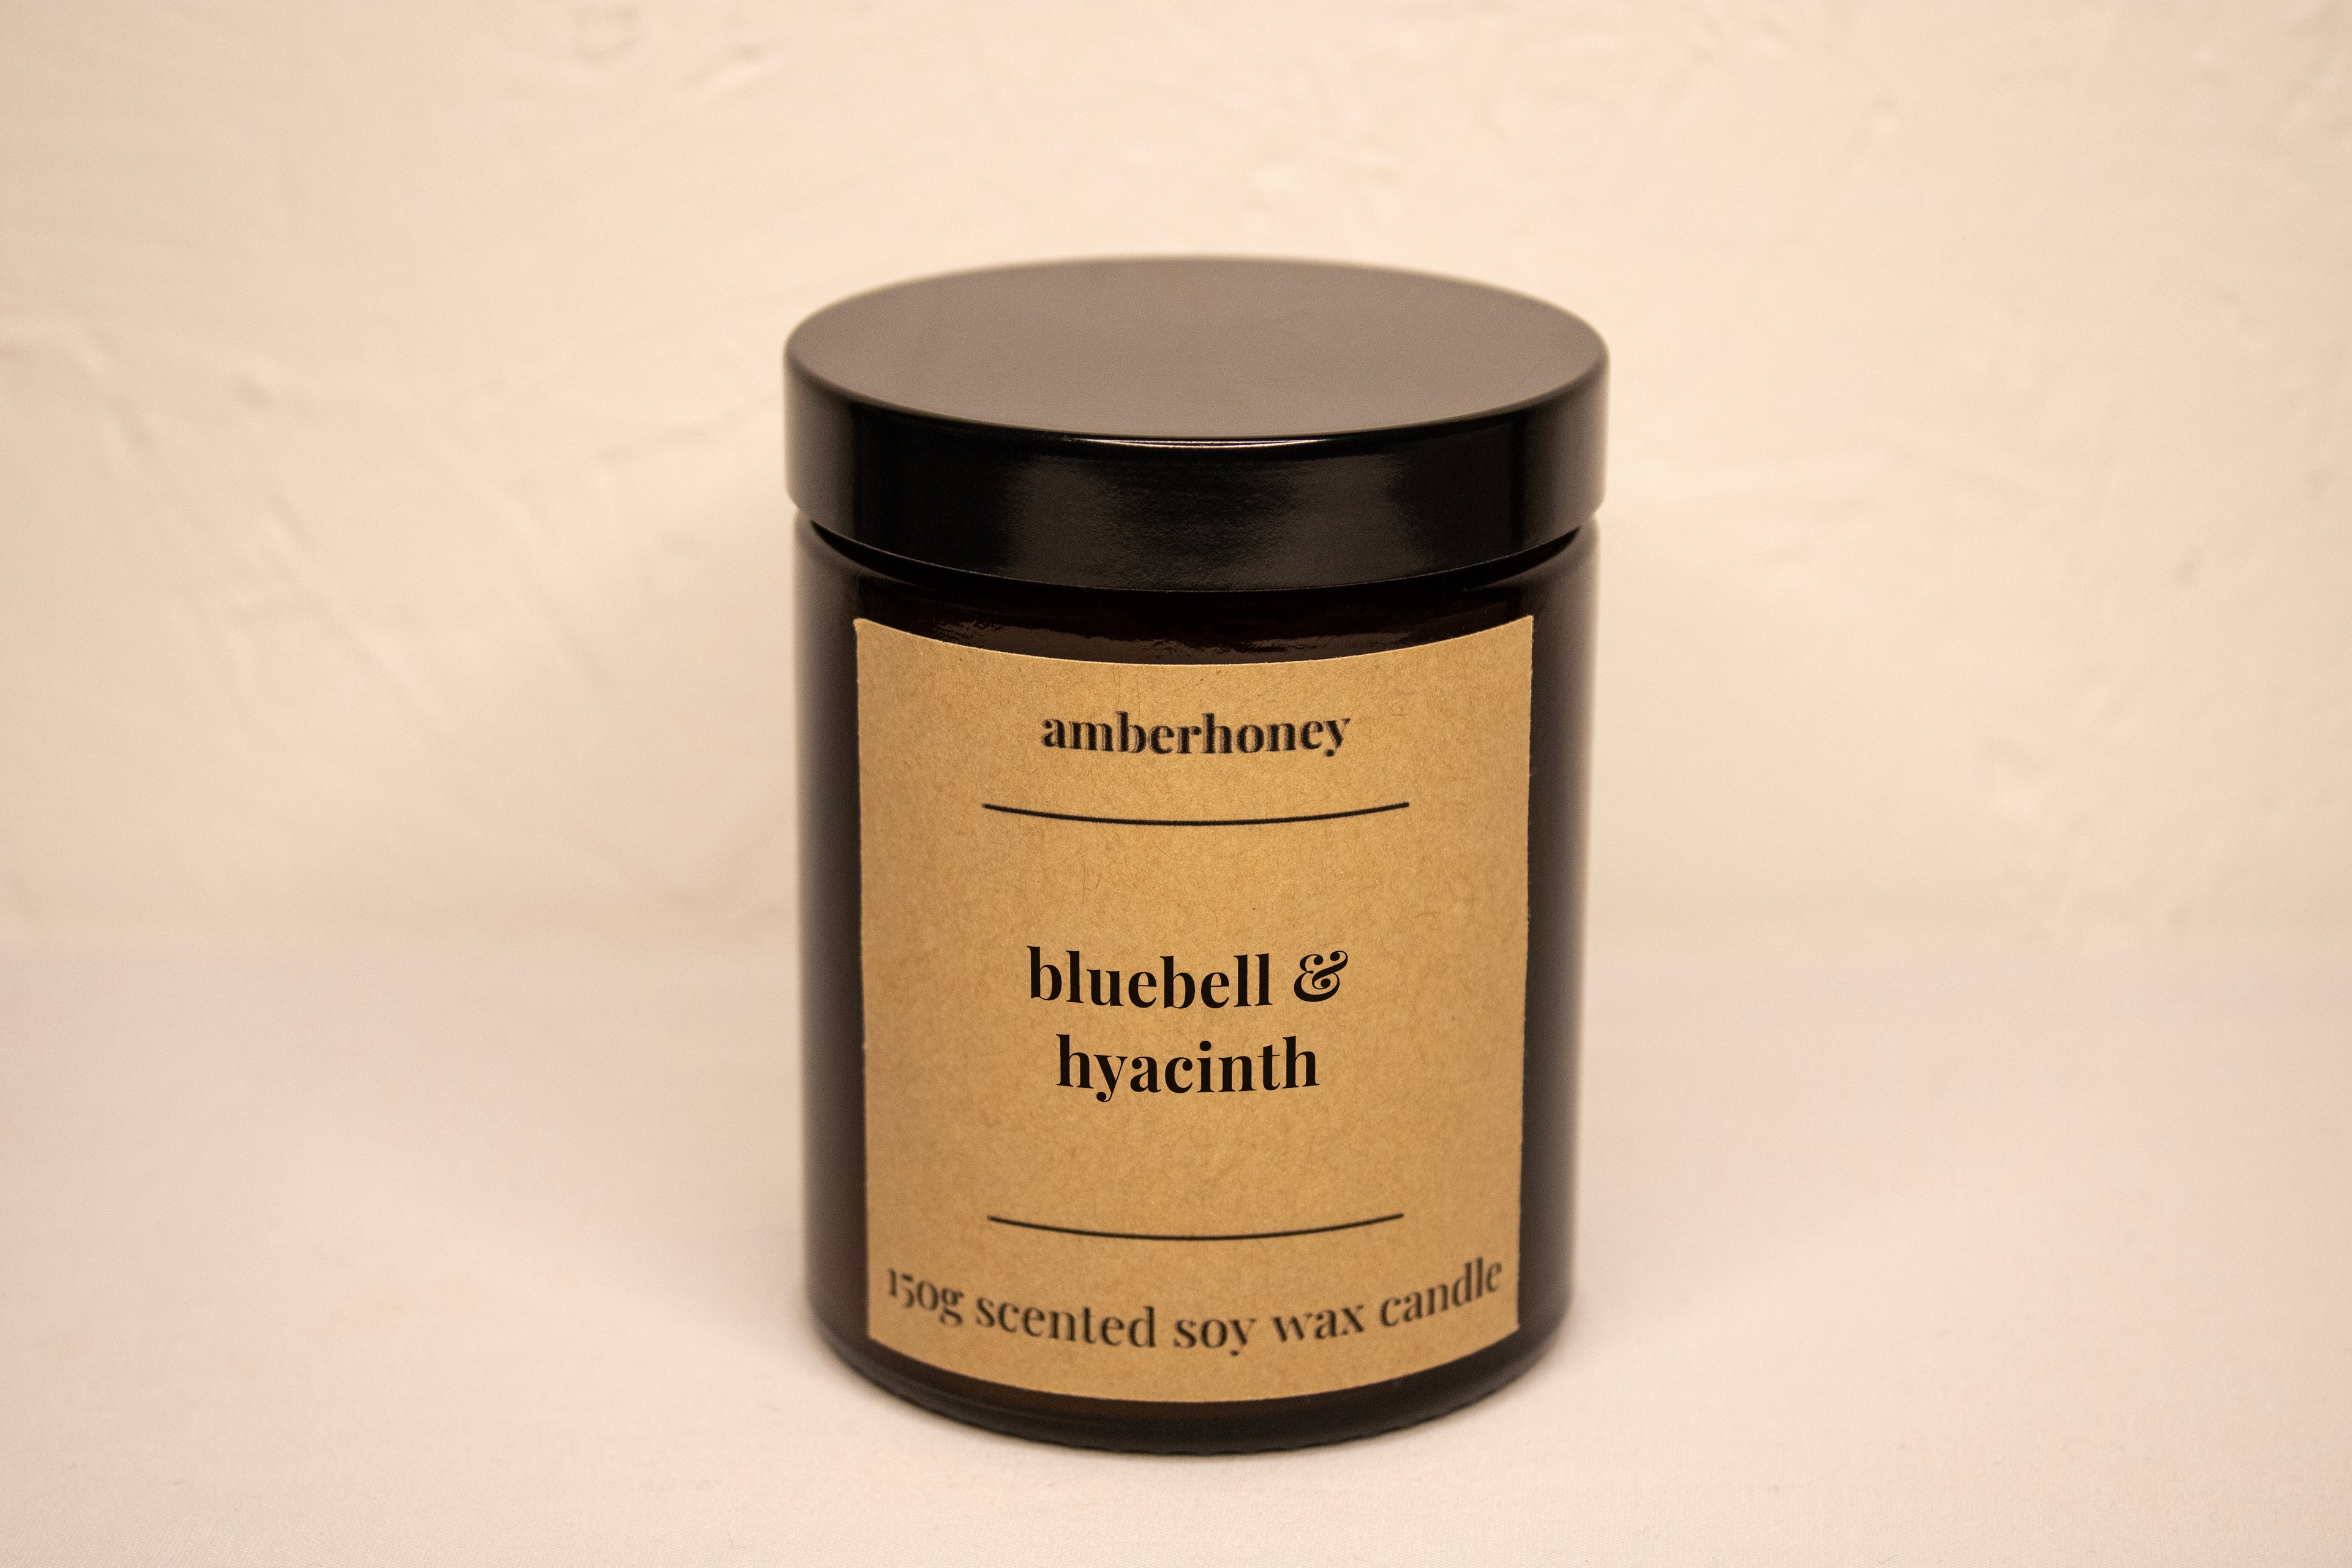 amberhoney
bluebell &
hyacinth
150g scented soy wax candle